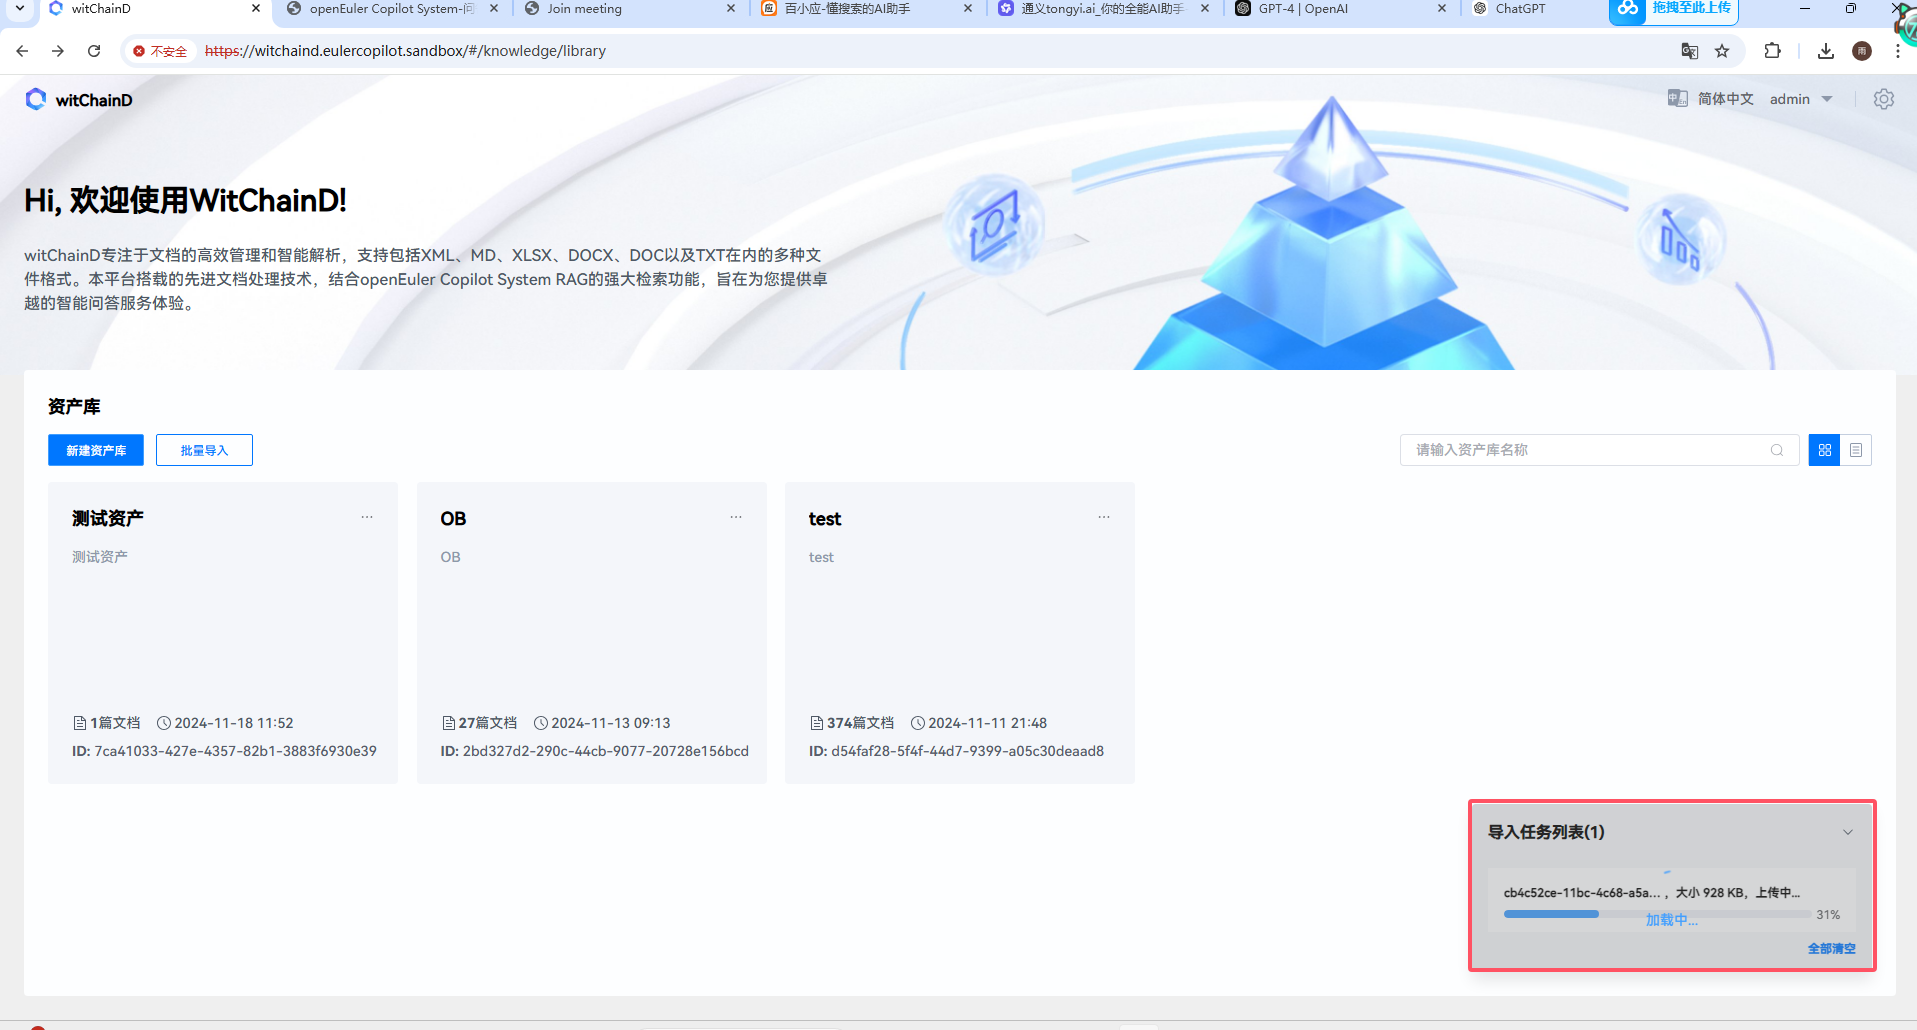 witChainD
openEuler Copilot System-问
Join meeting
百小应-懂搜索的AI助手
通义tongyi.ai_你的全能AI助手-
GPT-4 | OpenAI
ChatGPT
拖拽至此上传
不安全 https://witchaind.eulercopilot.sandbox/#/knowledge/library
雨
witChainD
简体中文 admin
Hi, 欢迎使用WitChainD!
witChainD专注于文档的高效管理和智能解析，支持包括XML、MD、XLSX、DOCX、DOC以及TXT在内的多种文
件格式。本平台搭载的先进文档处理技术，结合openEuler Copilot System RAG的强大检索功能，旨在为您提供卓
越的智能问答服务体验。
资产库
新建资产库 批量导入 请输入资产库名称
测试资产 ...
测试资产
1篇文档 2024-11-18 11:52
ID: 7ca41033-427e-4357-82b1-3883f6930e39
OB ...
OB
27篇文档 2024-11-13 09:13
ID: 2bd327d2-290c-44cb-9077-20728e156bcd
test ...
test
374篇文档 2024-11-11 21:48
ID: d54faf28-5f4f-44d7-9399-a05c30deaad8
导入任务列表(1)
cb4c52ce-11bc-4c68-a5a... ，大小 928 KB，上传中...
31%
加载中...
全部清空